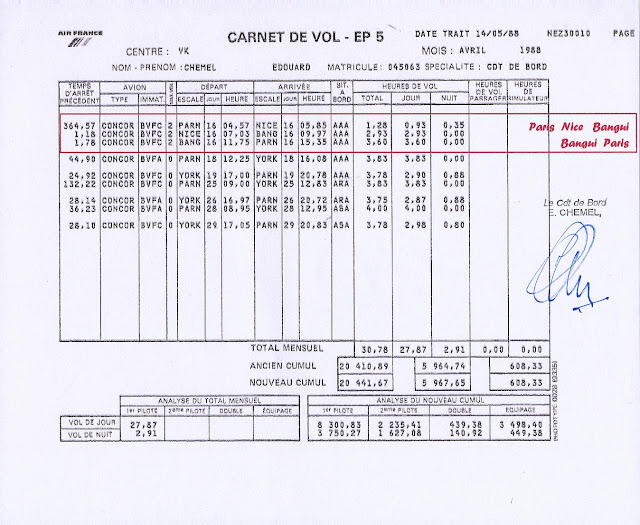 AIR FRANCE
CARNET DE VOL - EP 5 DATE TRAIT 14/05/88 NEZ30010 PAGE
CENTRE : YK MOIS : AVRIL 1988
NOM - PRENOM : CHEMEL EDOUARD MATRICULE : 045063 SPECIALITE : CDT DE BORD
TEMPS D'ARRÊT PRÉCÉDENT AVION DÉPART ARRIVÉE SIT. A BORD HEURES DE VOL HEURES DE VOL PASSAGER HEURES DE SIMULATEUR
TYPE IMMAT. ESCALE JOUR HEURE ESCALE JOUR HEURE TOTAL JOUR NUIT
364,57 CONCOR BVFC 2 PARN 16 04,57 NICE 16 05,85 AAA 1,28 0,93 0,35 Paris Nice Bangui
1,18 CONCOR BVFC 2 NICE 16 07,03 BANG 16 09,97 AAA 2,93 2,93 0,00
1,78 CONCOR BVFC 2 BANG 16 11,75 PARN 16 15,35 AAA 3,60 3,60 0,00 Bangui Paris
44,90 CONCOR BVFA 0 PARN 18 12,25 YORK 18 16,08 AAA 3,83 3,83 0,00
24,92 CONCOR BVFC 0 YORK 19 17,00 PARN 19 20,78 AAA 3,78 2,90 0,88
132,22 CONCOR BVFC 0 PARN 25 09,00 YORK 25 12,83 ARA 3,83 3,83 0,00
28,14 CONCOR BVFA 0 YORK 26 16,97 PARN 26 20,72 ARA 3,75 2,87 0,88
36,23 CONCOR BVFA 0 PARN 28 08,95 YORK 28 12,95 ABA 4,00 4,00 0,00
28,10 CONCOR BVFC 0 YORK 29 17,05 PARN 29 20,83 ASA 3,78 2,98 0,80
Le Cdt de Bord
E. CHEMEL,
TOTAL MENSUEL 30,78 27,87 2,91 0,00 0,00
ANCIEN CUMUL 20 410,89 5 964,74 608,33
NOUVEAU CUMUL 20 441,67 5 967,65 608,33
ANALYSE DU TOTAL MENSUEL ANALYSE DU NOUVEAU CUMUL
1er PILOTE 2ème PILOTE DOUBLE ÉQUIPAGE 1er PILOTE 2ème PILOTE DOUBLE EQUIPAGE
VOL DE JOUR 27,87 8 300,83 2 235,41 439,38 3 498,40
VOL DE NUIT 2,91 3 750,27 1 627,08 140,92 449,38